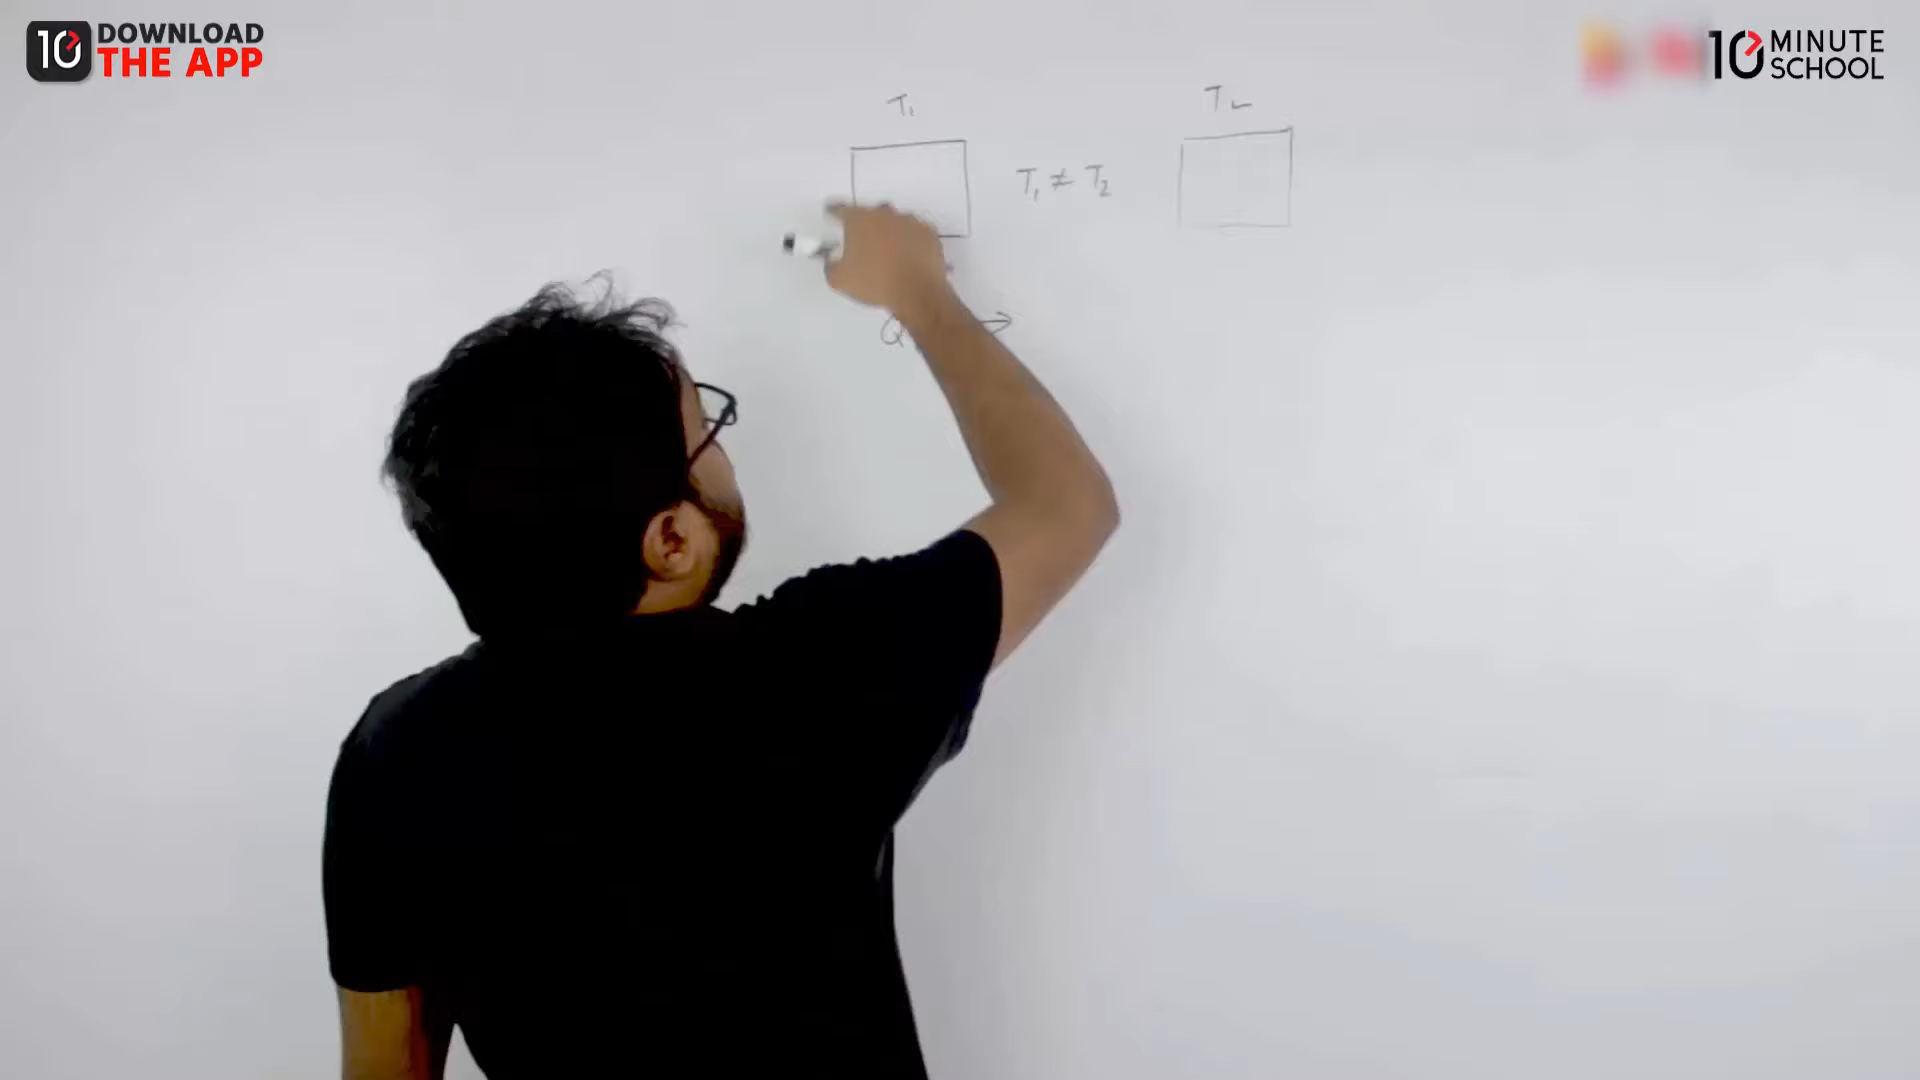 DOWNLOAD
THE APP
10 MINUTE
SCHOOL
T₁
T₂
T₁ ≠ T₂
Q →